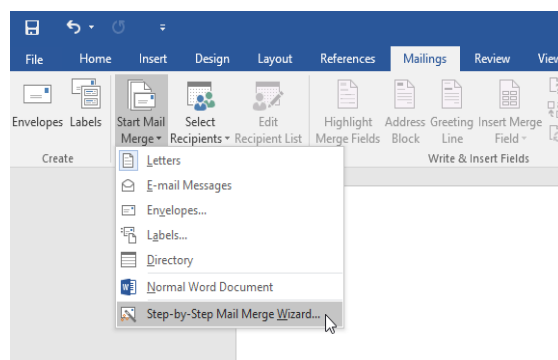 File Home Insert Design Layout References Mailings Review View
Envelopes Labels Start Mail Select Edit Highlight Address Greeting Insert Merge
Merge Recipients Recipient List Merge Fields Block Line Field
Create Write & Insert Fields
Letters
E-mail Messages
Envelopes...
Labels...
Directory
Normal Word Document
Step-by-Step Mail Merge Wizard...